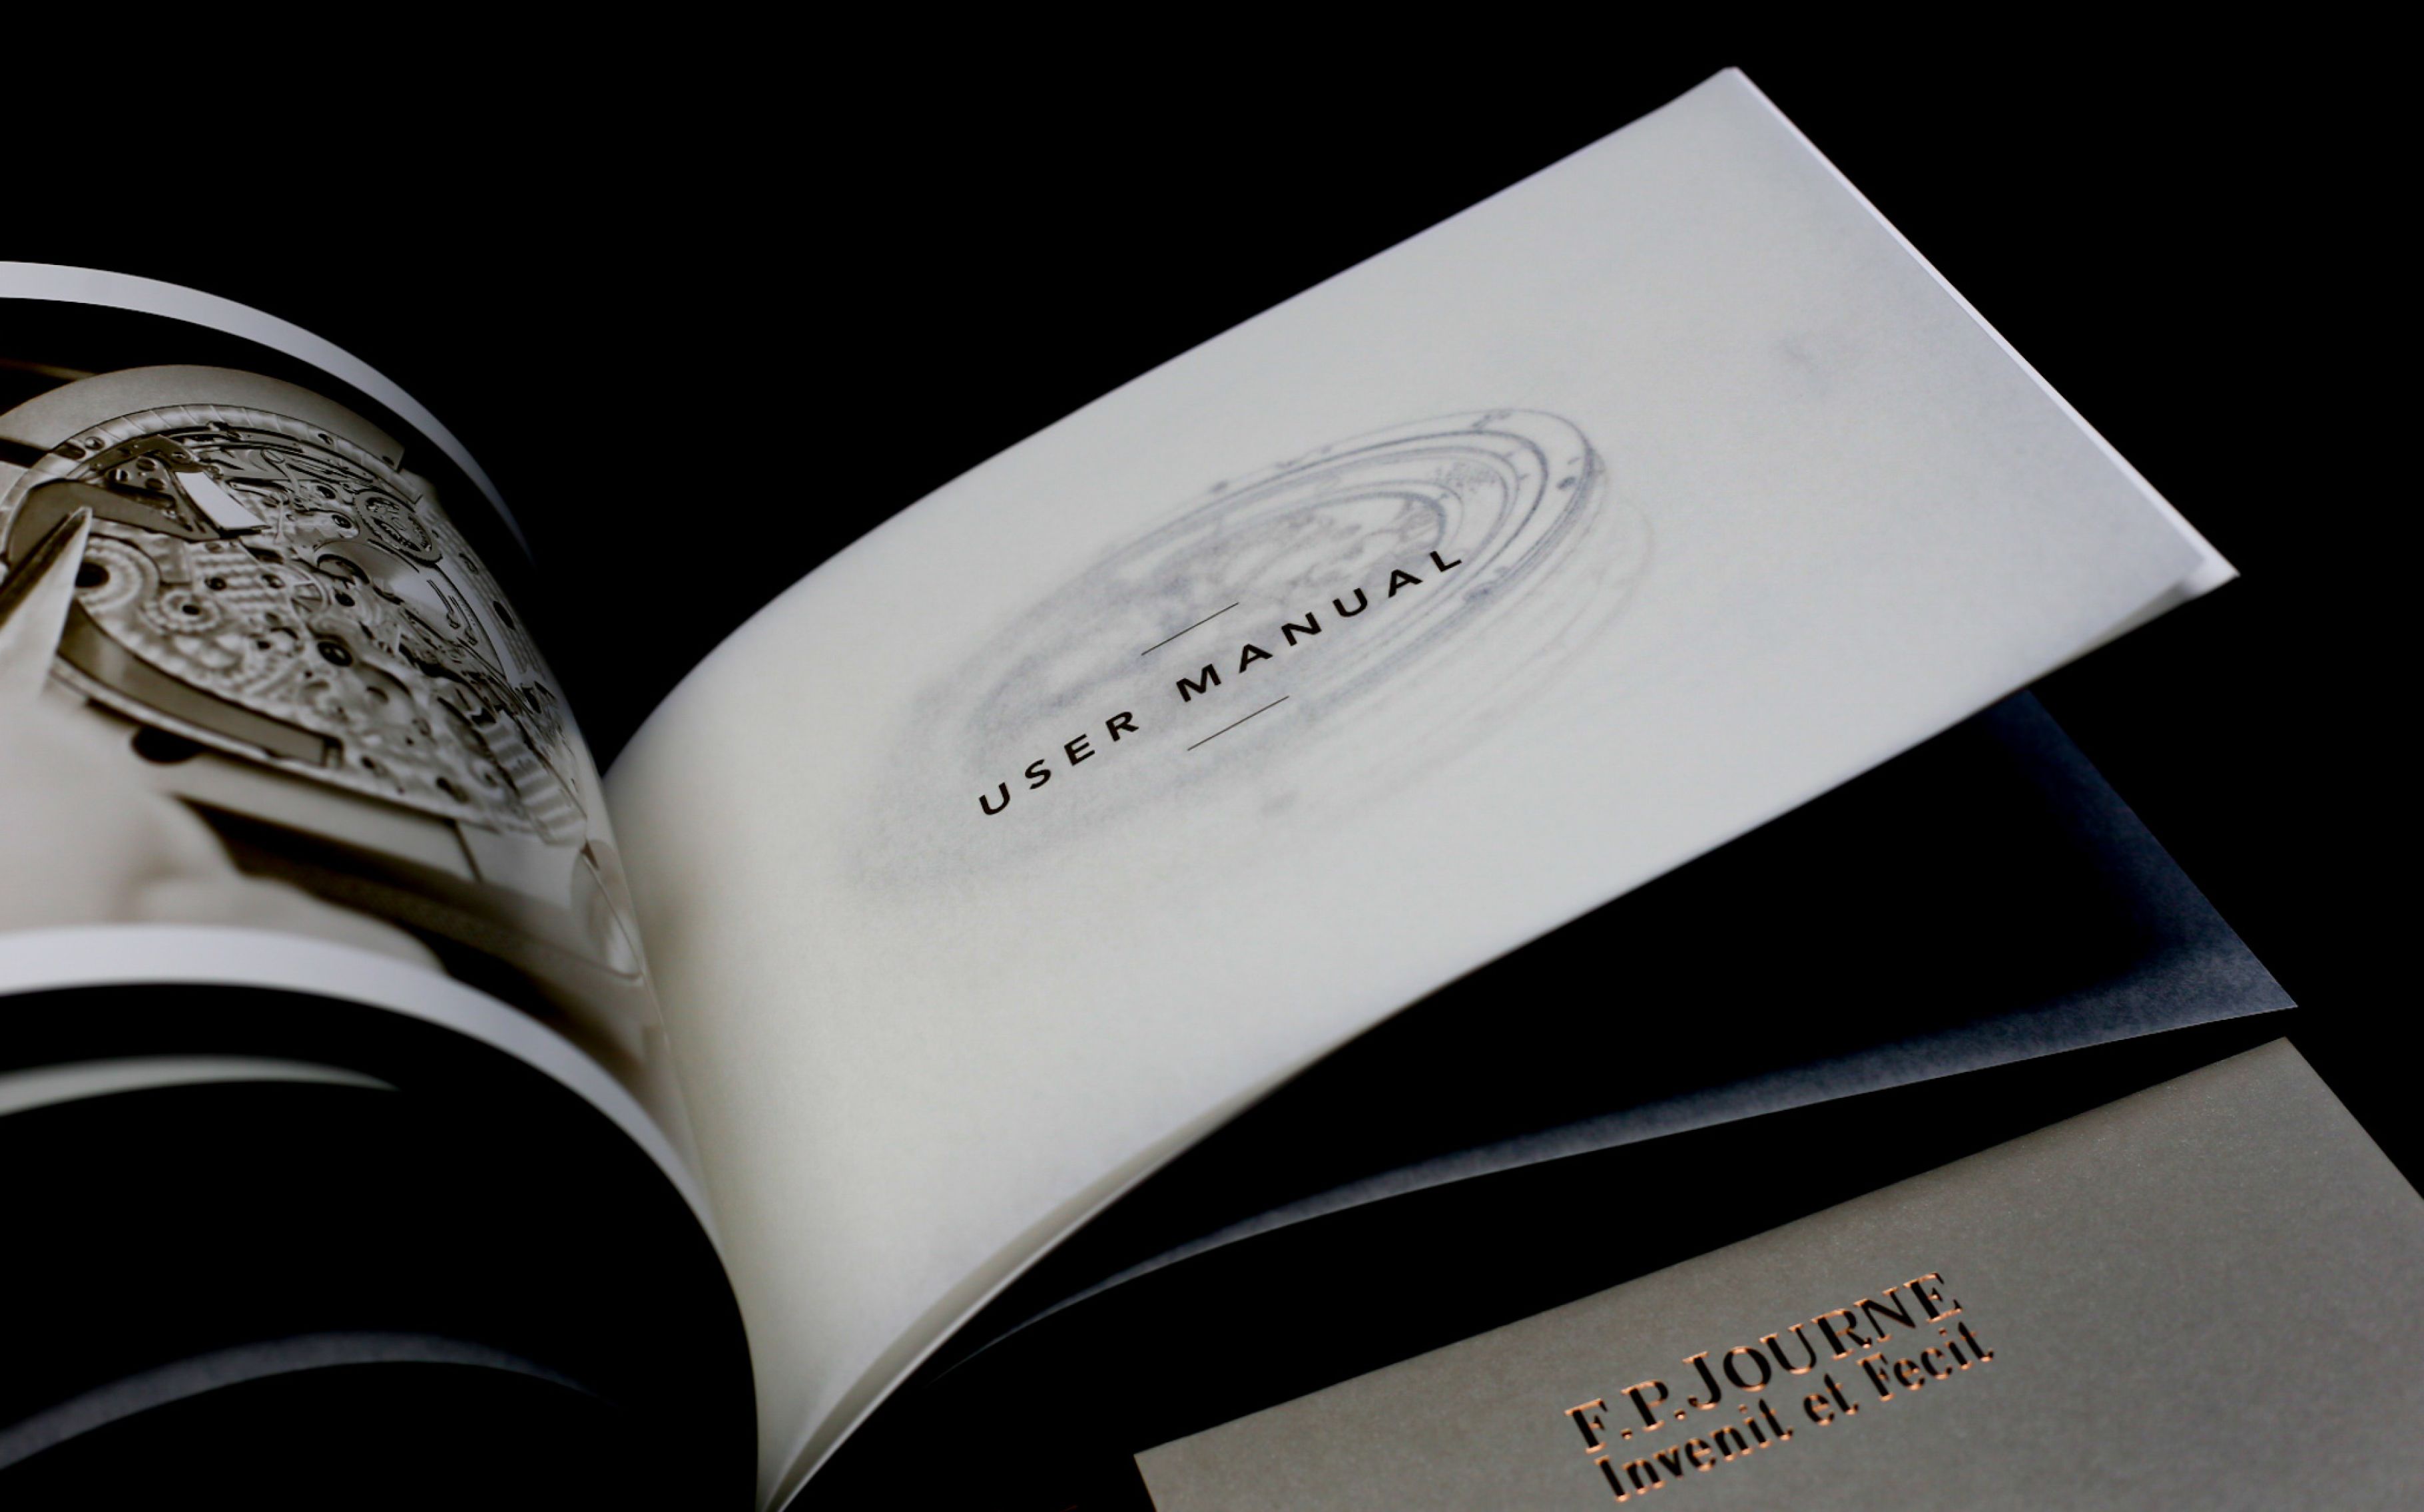 USER MANUAL
F.P.JOURNE
Invenit et Fecit